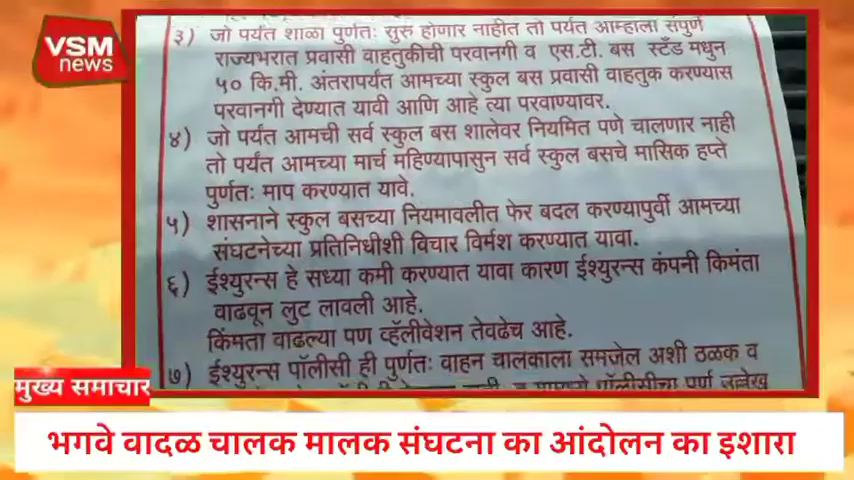 VSM
news
३) जो पर्यंत शाळा पुर्णतः सुरु होणार नाहीत तो पर्यंत आम्हाला संपुर्ण
राज्यभरात प्रवासी वाहतुकीची परवानगी व एस.टी. बस स्टँड मधुन
५० कि.मी. अंतरापर्यंत आमच्या स्कुल बस प्रवासी वाहतुक करण्यास
परवानगी देण्यात यावी आणि आहे त्या परवाण्यावर.
४) जो पर्यंत आमची सर्व स्कुल बस शालेवर नियमित पणे चालणार नाही
तो पर्यंत आमच्या मार्च महिण्यापासुन सर्व स्कुल बसचे मासिक हप्ते
पुर्णतः माप करण्यात यावे.
५) शासनाने स्कुल बसच्या नियमावलीत फेर बदल करण्यापुर्वी आमच्या
संघटनेच्या प्रतिनिधीशी विचार विर्मश करण्यात यावा.
६) ईश्युरन्स हे सध्या कमी करण्यात यावा कारण ईश्युरन्स कंपनी किमंता
वाढवून लुट लावली आहे.
किंमता वाढल्या पण व्हॅलीवेशन तेवढेच आहे.
७) ईश्युरन्स पॉलीसी ही पुर्णतः वाहन चालकाला समजेल अशी ठळक व
पॉलीसीचा पुर्ण उल्लेख
मुख्य समाचार
भगवे वादळ चालक मालक संघटना का आंदोलन का इशारा